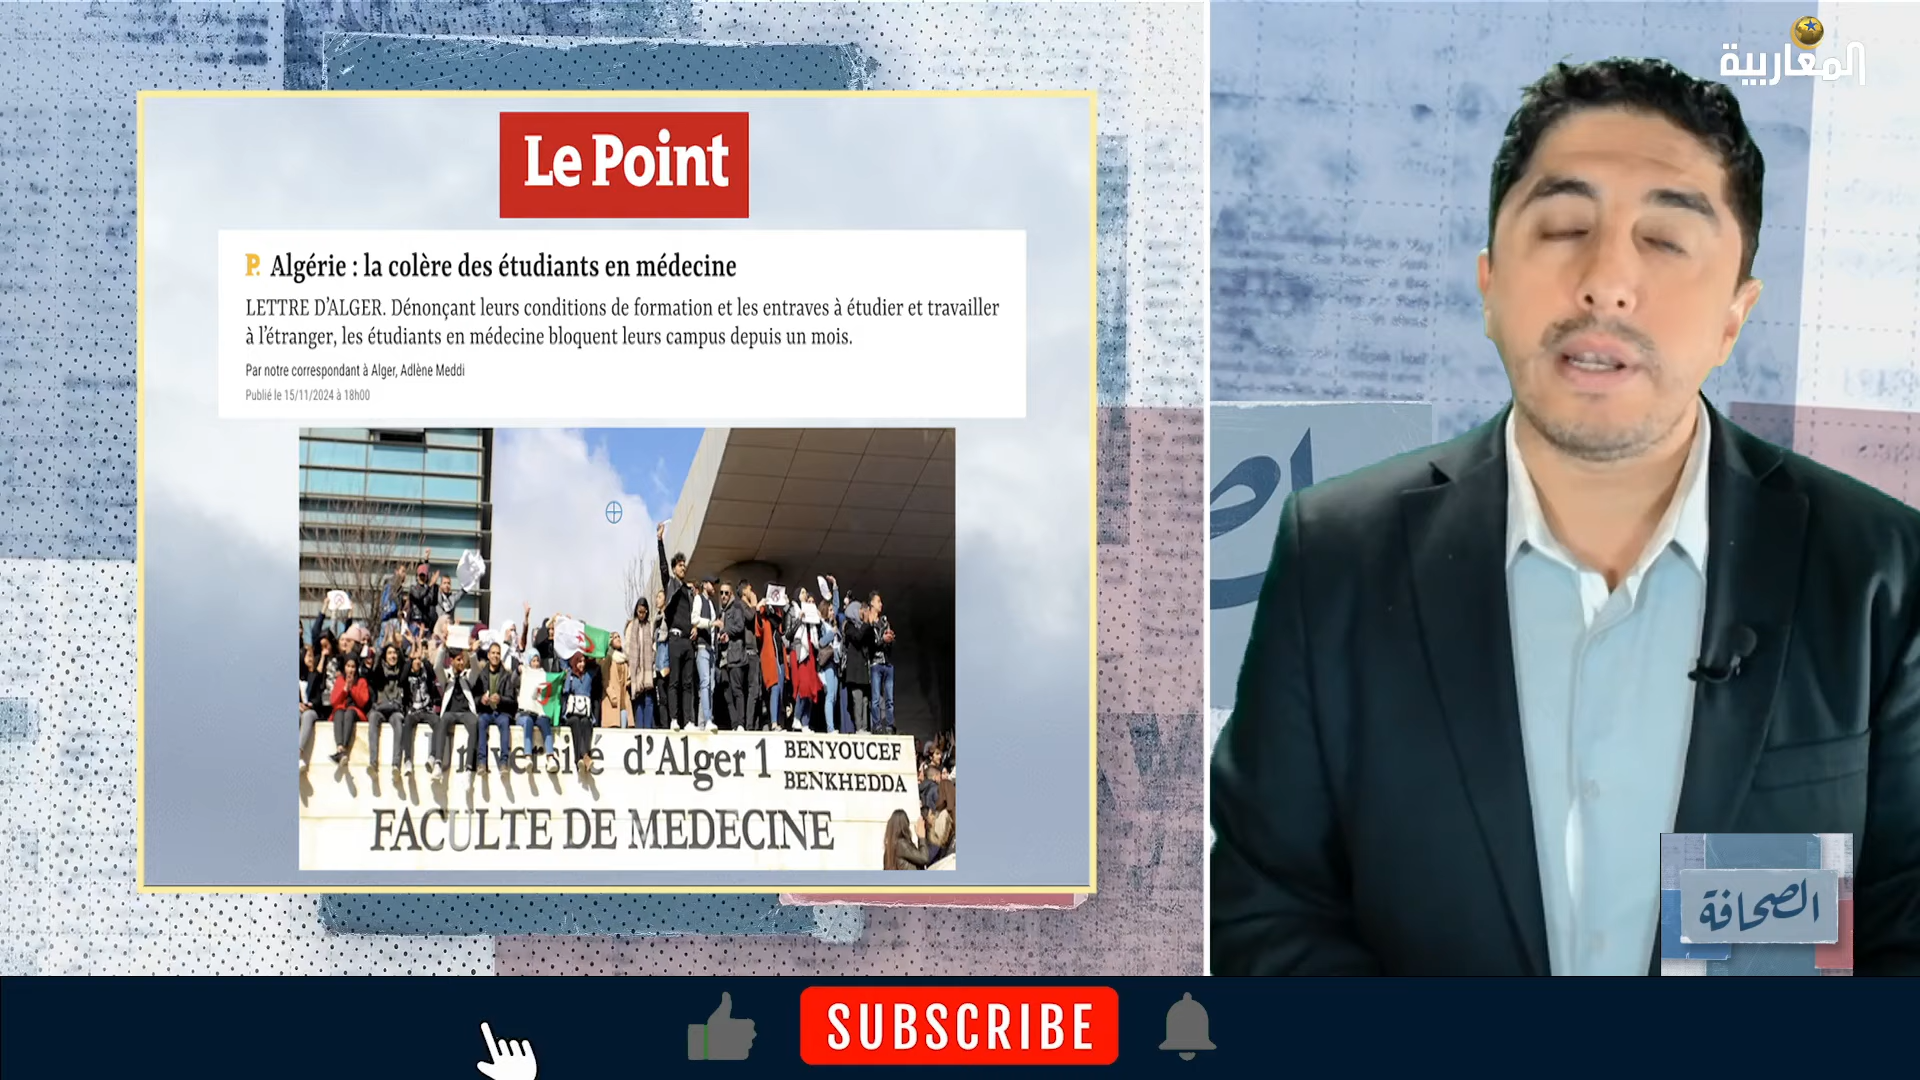 المغاربية
Le Point
P. Algérie : la colère des étudiants en médecine
LETTRE D'ALGER. Dénonçant leurs conditions de formation et les entraves à étudier et travailler
à l'étranger, les étudiants en médecine bloquent leurs campus depuis un mois.
Par notre correspondant à Alger, Adlène Meddi
Publié le 15/11/2024 à 18h00
Université d'Alger 1
BENYOUCEF
BENKHEDDA
FACULTE DE MEDECINE
الصحافة
SUBSCRIBE